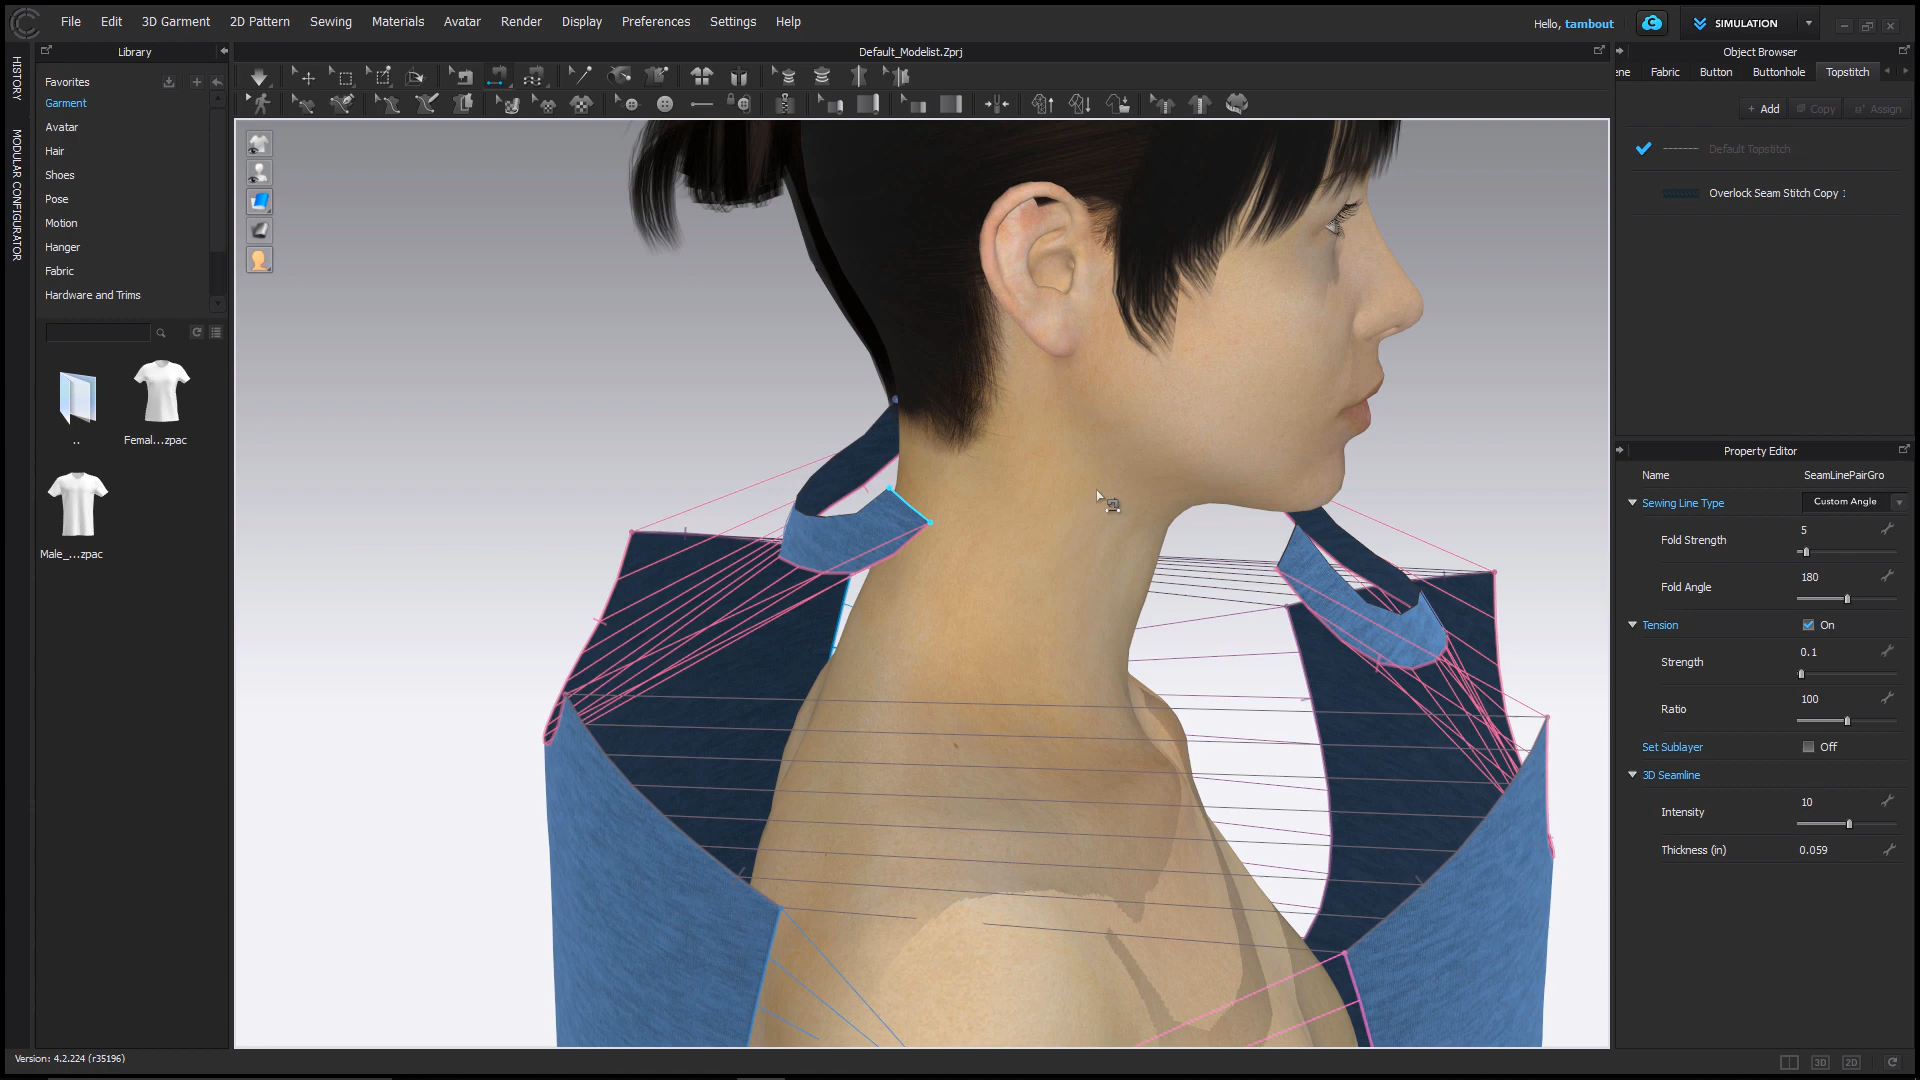 File Edit 3D Garment 2D Pattern Sewing Materials Avatar Render Display Preferences Settings Help
Hello, tambout
SIMULATION
Library
Default_Modelist.Zprj
Object Browser
HISTORY
MODULAR CONFIGURATOR
Favorites
Garment
Avatar
Hair
Shoes
Pose
Motion
Hanger
Fabric
Hardware and Trims
..
Femal...zpac
Male_...zpac
ene Fabric Button Buttonhole Topstitch
+ Add Copy Assign
Default Topstitch
Overlock Seam Stitch Copy :
Property Editor
Name SeamLinePairGro
Sewing Line Type Custom Angle
Fold Strength 5
Fold Angle 180
Tension On
Strength 0.1
Ratio 100
Set Sublayer Off
3D Seamline
Intensity 10
Thickness (in) 0.059
Version: 4.2.224 (r35196)
3D 2D